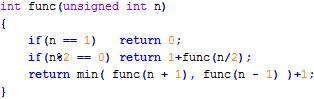 int func(unsigned int n)
{
if(n == 1) return 0;
if(n%2 == 0) return 1+func(n/2);
return min( func(n + 1), func(n - 1) )+1;
}